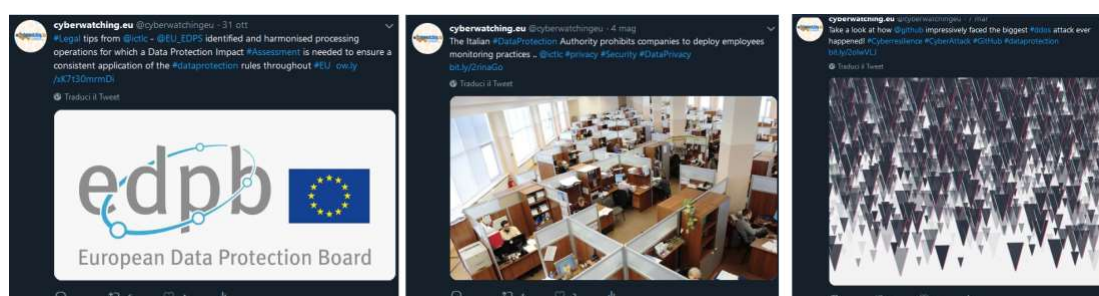 cyberwatching.eu @cyberwatchingeu · 31 ott
#Legal tips from @ictlc - @EU_EDPS identified and harmonised processing
operations for which a Data Protection Impact #Assessment is needed to ensure a
consistent application of the #dataprotection rules throughout #EU ow.ly
/xK7t30mrmDi
Traduci il Tweet
edpb
European Data Protection Board
cyberwatching.eu @cyberwatchingeu · 4 mag
The Italian #DataProtection Authority prohibits companies to deploy employees
monitoring practices .. @ictlc #privacy #Security #DataPrivacy
bit.ly/2rinaGo
Traduci il Tweet
cyberwatching.eu @cyberwatchingeu · 7 mar
Take a look at how @github impressively faced the biggest #ddos attack ever
happened! #Cyberresilience #CyberAttack #GitHub #dataprotection
Traduci il Tweet